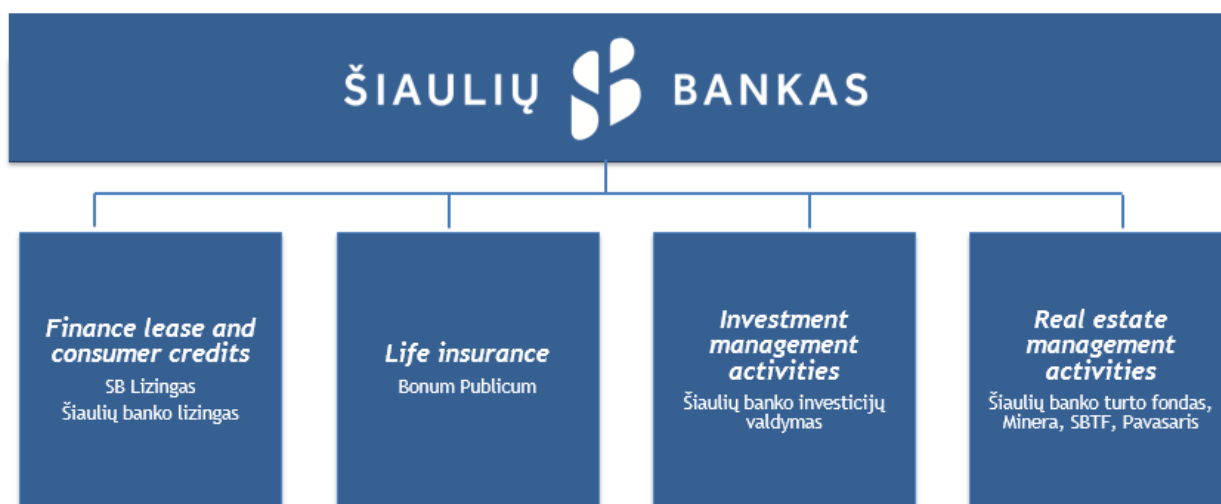 ŠIAULIŲ BANKAS
Finance lease and
consumer credits
SB Lizingas
Šiaulių banko lizingas
Life insurance
Bonum Publicum
Investment
management
activities
Šiaulių banko investicijų
valdymas
Real estate
management
activities
Šiaulių banko turto fondas,
Minera, SBTF, Pavasaris